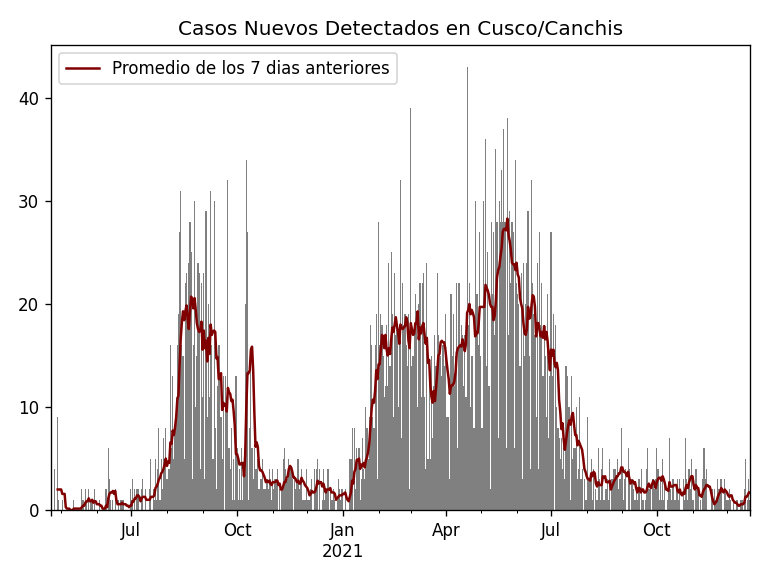 Casos Nuevos Detectados en Cusco/Canchis
Promedio de los 7 dias anteriores
40
30
20
10
0
Jul Oct Jan Apr Jul Oct
2021